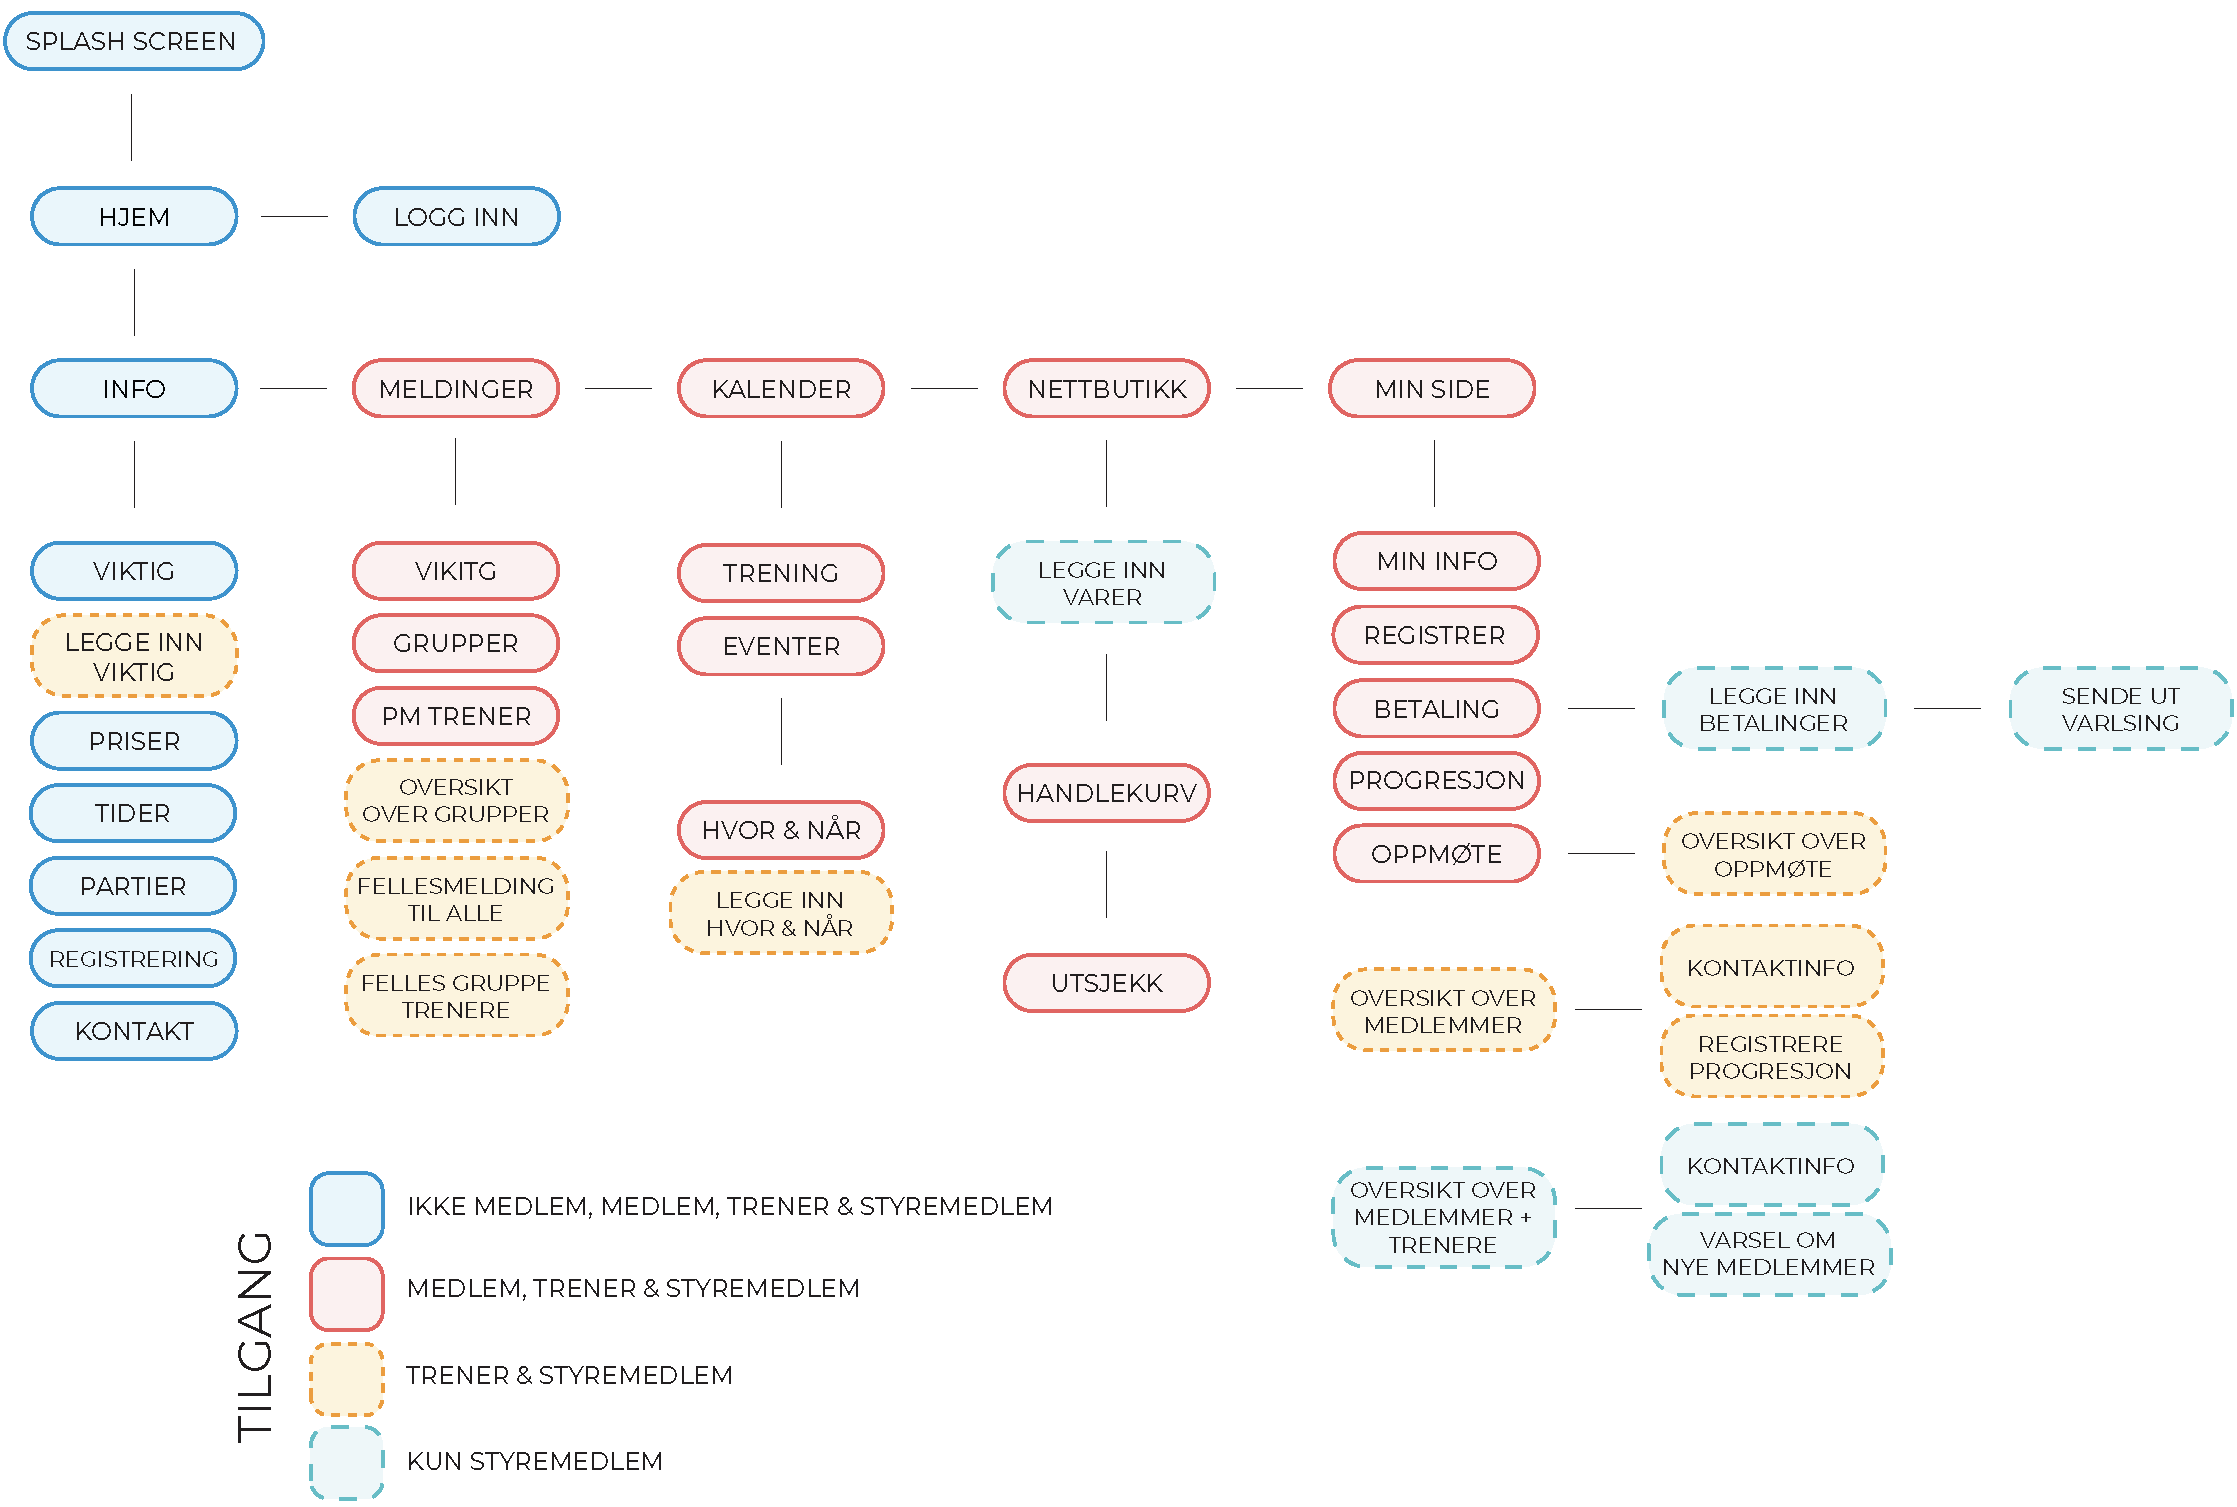 SPLASH SCREEN
HJEM
LOGG INN
INFO
MELDINGER
KALENDER
NETTBUTIKK
MIN SIDE
VIKTIG
LEGGE INN
VIKTIG
PRISER
TIDER
PARTIER
REGISTRERING
KONTAKT
VIKITG
GRUPPER
PM TRENER
OVERSIKT
OVER GRUPPER
FELLESMELDING
TIL ALLE
FELLES GRUPPE
TRENERE
TRENING
EVENTER
HVOR & NÅR
LEGGE INN
HVOR & NÅR
LEGGE INN
VARER
HANDLEKURV
UTSJEKK
MIN INFO
REGISTRER
BETALING
PROGRESJON
OPPMØTE
LEGGE INN
BETALINGER
SENDE UT
VARLSING
OVERSIKT OVER
OPPMØTE
OVERSIKT OVER
MEDLEMMER
KONTAKTINFO
REGISTRERE
PROGRESJON
OVERSIKT OVER
MEDLEMMER +
TRENERE
KONTAKTINFO
VARSEL OM
NYE MEDLEMMER
TILGANG
IKKE MEDLEM, MEDLEM, TRENER & STYREMEDLEM
MEDLEM, TRENER & STYREMEDLEM
TRENER & STYREMEDLEM
KUN STYREMEDLEM